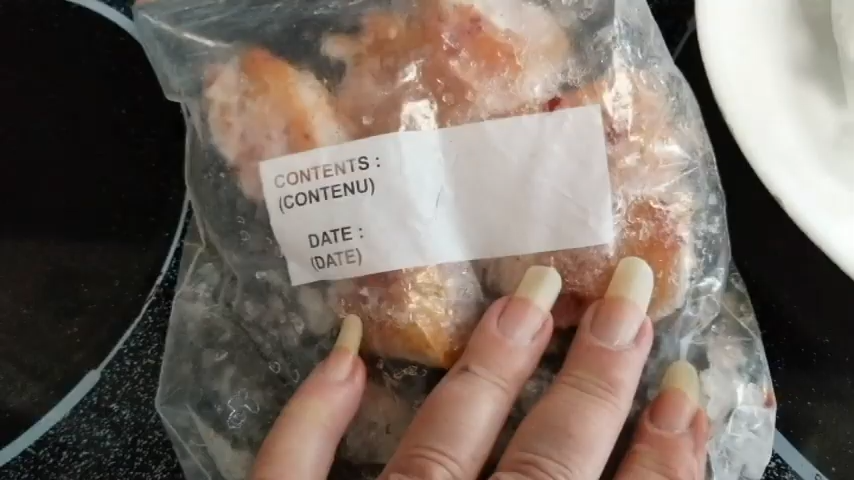 CONTENTS :
(CONTENU)
DATE :
(DATE)